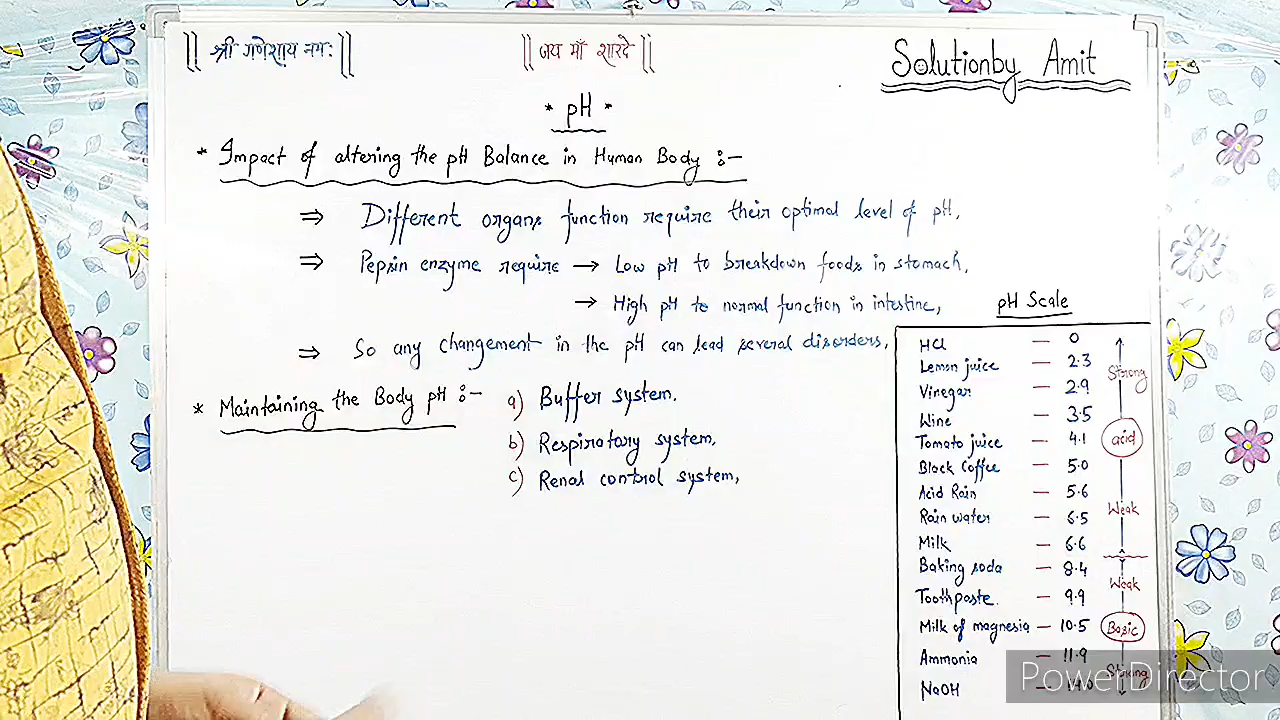 || श्री गणेशाय नमः ||
|| जय माँ शारदे ||
Solutionby Amit
* pH *
* Impact of altering the pH Balance in Human Body :-
⇒ Different organs function require their optimal level of pH,
⇒ Pepsin enzyme require → Low pH to breakdown foods in stomach,
→ High pH to normal function in intestine,
⇒ So any changement in the pH can lead several disorders,
* Maintaining the Body pH :-
a) Buffer system,
b) Respiratory system,
c) Renal control system,
pH Scale
HCl — 0
Lemon juice — 2.3
Vinegar — 2.9
Wine — 3.5
Tomato juice — 4.1
Black Coffee — 5.0
Acid Rain — 5.6
Rain water — 6.5
Milk — 6.6
Baking soda — 8.4
Toothpaste — 9.9
Milk of magnesia — 10.5
Ammonia — 11.9
NaOH —
Strong
acid
Weak
Weak
Basic
Strong
PowerDirector